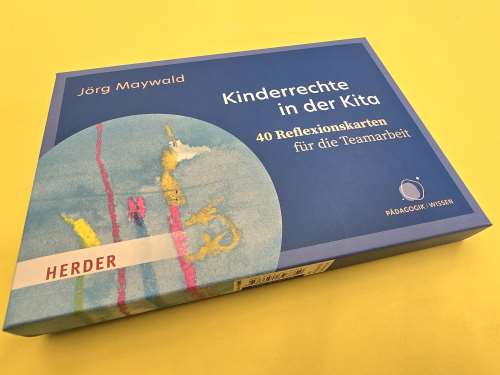 Jörg Maywald
Kinderrechte
in der Kita
40 Reflexionskarten
für die Teamarbeit
PÄDAGOGIK | WISSEN
HERDER